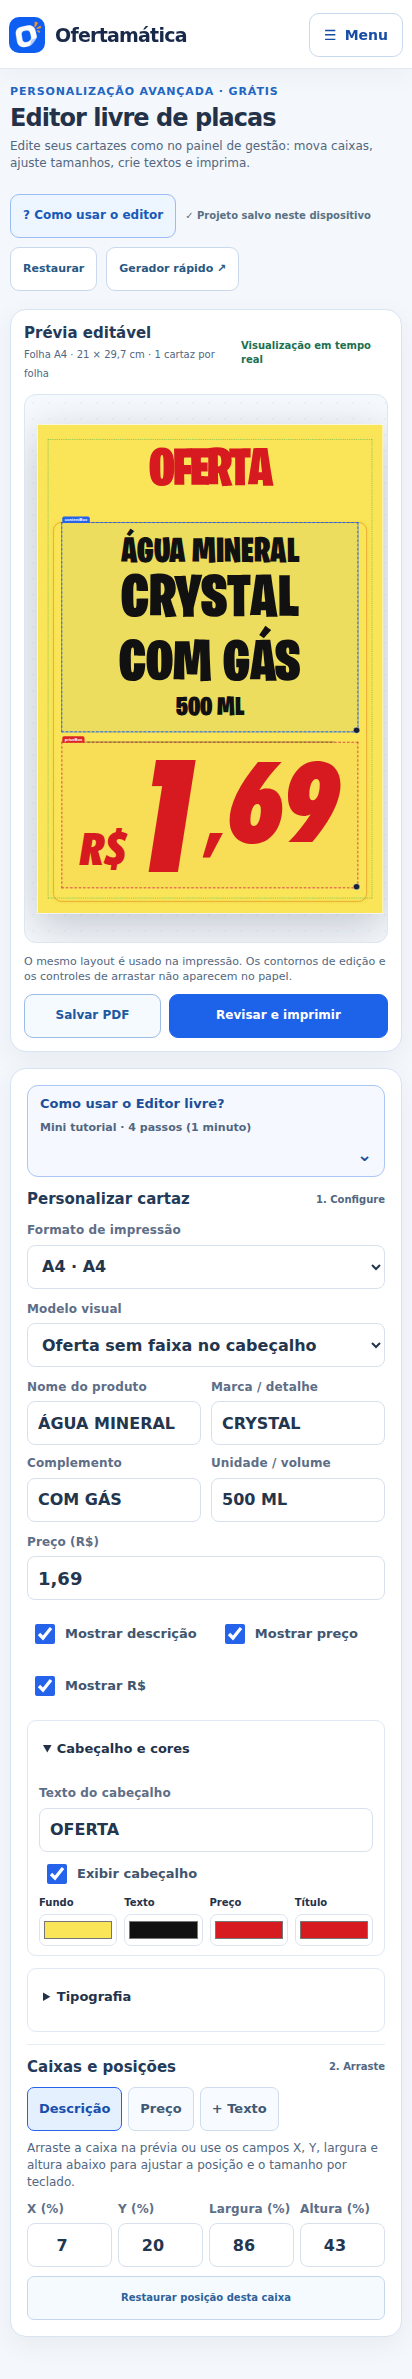 Ofertamática
☰ Menu
PERSONALIZAÇÃO AVANÇADA · GRÁTIS
Editor livre de placas
Edite seus cartazes como no painel de gestão: mova caixas,
ajuste tamanhos, crie textos e imprima.
? Como usar o editor
✓ Projeto salvo neste dispositivo
Restaurar
Gerador rápido ↗
Prévia editável
Folha A4 · 21 × 29,7 cm · 1 cartaz por
folha
Visualização em tempo
real
OFERTA
contentBox
ÁGUA MINERAL
CRYSTAL
COM GÁS
500 ML
priceBox
R$ 1,69
O mesmo layout é usado na impressão. Os contornos de edição e
os controles de arrastar não aparecem no papel.
Salvar PDF
Revisar e imprimir
Como usar o Editor livre?
Mini tutorial · 4 passos (1 minuto)
Personalizar cartaz
1. Configure
Formato de impressão
A4 · A4
Modelo visual
Oferta sem faixa no cabeçalho
Nome do produto
Marca / detalhe
ÁGUA MINERAL
CRYSTAL
Complemento
Unidade / volume
COM GÁS
500 ML
Preço (R$)
1,69
Mostrar descrição
Mostrar preço
Mostrar R$
▼ Cabeçalho e cores
Texto do cabeçalho
OFERTA
Exibir cabeçalho
Fundo
Texto
Preço
Título
▶ Tipografia
Caixas e posições
2. Arraste
Descrição
Preço
+ Texto
Arraste a caixa na prévia ou use os campos X, Y, largura e
altura abaixo para ajustar a posição e o tamanho por
teclado.
X (%)
Y (%)
Largura (%)
Altura (%)
7
20
86
43
Restaurar posição desta caixa